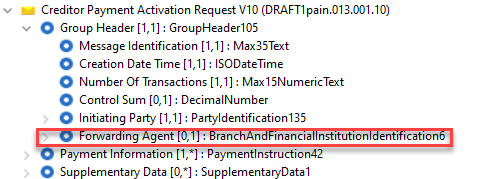 Creditor Payment Activation Request V10 (DRAFT1pain.013.001.10)
Group Header [1,1] : GroupHeader105
Message Identification [1,1] : Max35Text
Creation Date Time [1,1] : ISODateTime
Number Of Transactions [1,1] : Max15NumericText
Control Sum [0,1] : DecimalNumber
Initiating Party [1,1] : PartyIdentification135
Forwarding Agent [0,1] : BranchAndFinancialInstitutionIdentification6
Payment Information [1,*] : PaymentInstruction42
Supplementary Data [0,*] : SupplementaryData1